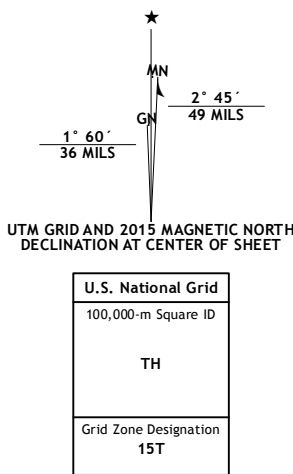 ★
MN
2° 45´
49 MILS
GN
1° 60´
36 MILS
UTM GRID AND 2015 MAGNETIC NORTH
DECLINATION AT CENTER OF SHEET
U.S. National Grid
100,000-m Square ID
TH
Grid Zone Designation
15T